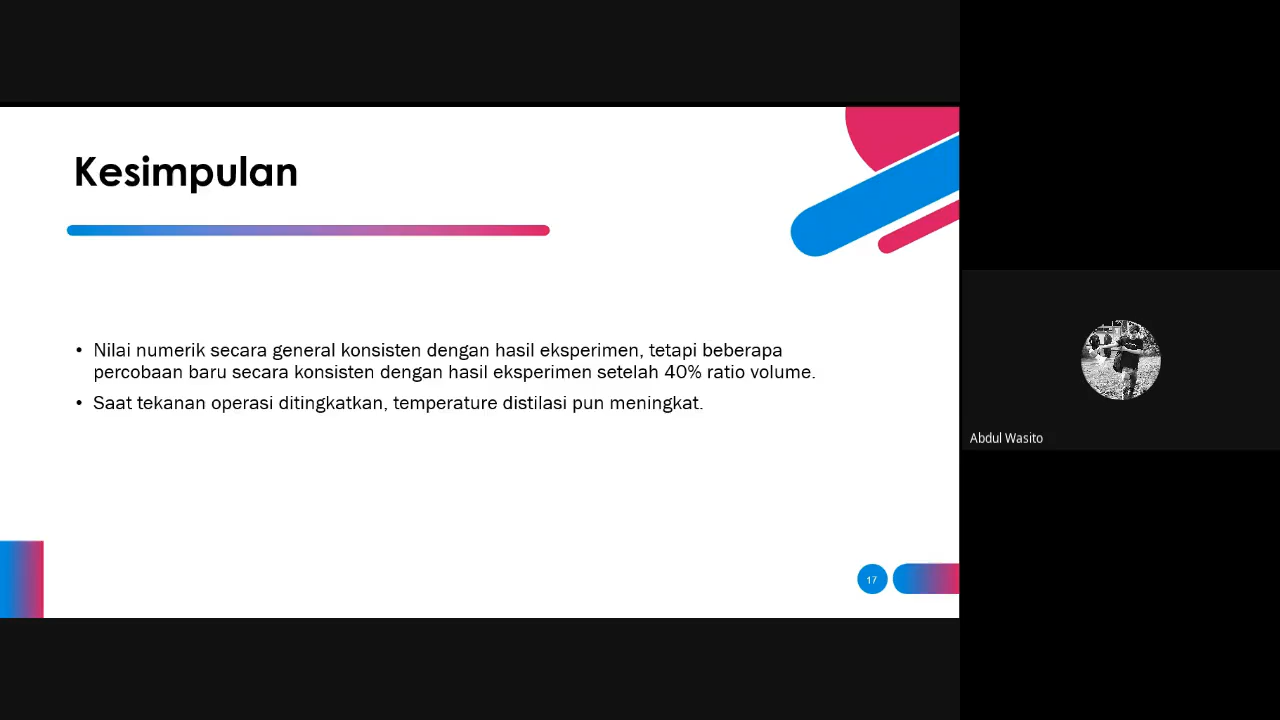 Kesimpulan
• Nilai numerik secara general konsisten dengan hasil eksperimen, tetapi beberapa
percobaan baru secara konsisten dengan hasil eksperimen setelah 40% ratio volume.
• Saat tekanan operasi ditingkatkan, temperature distilasi pun meningkat.
17
Abdul Wasito